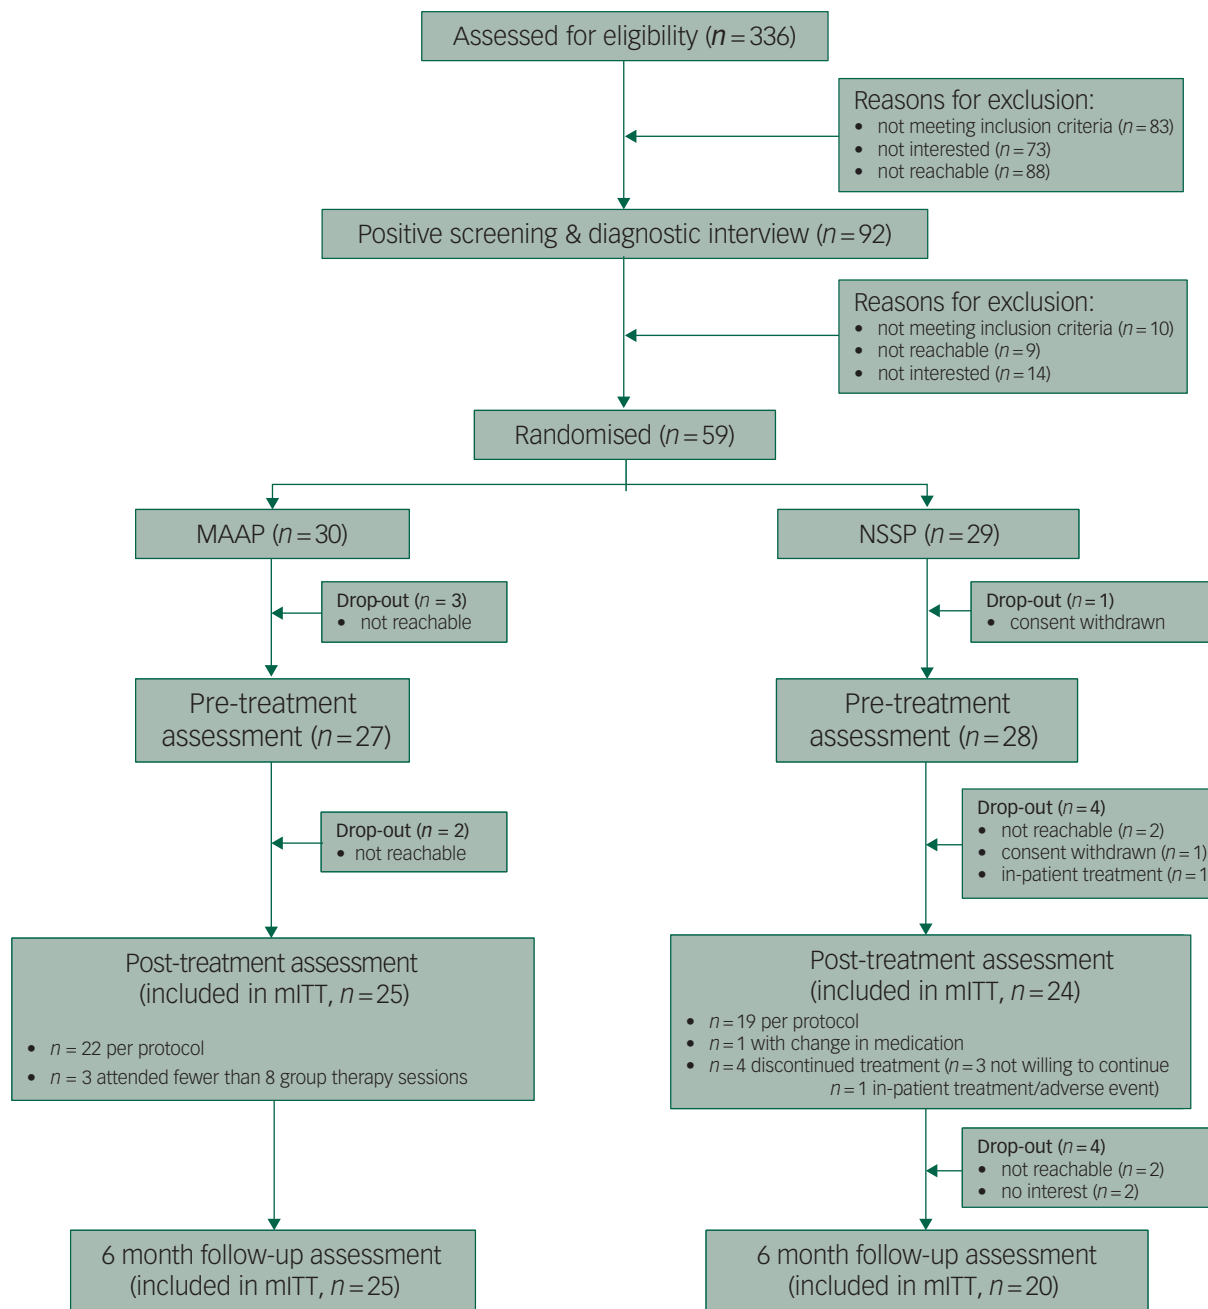 Assessed for eligibility (n = 336)
Reasons for exclusion:
• not meeting inclusion criteria (n = 83)
• not interested (n = 73)
• not reachable (n = 88)
Positive screening & diagnostic interview (n = 92)
Reasons for exclusion:
• not meeting inclusion criteria (n = 10)
• not reachable (n = 9)
• not interested (n = 14)
Randomised (n = 59)
MAAP (n = 30)
NSSP (n = 29)
Drop-out (n = 3)
• not reachable
Drop-out (n = 1)
• consent withdrawn
Pre-treatment
assessment (n = 27)
Pre-treatment
assessment (n = 28)
Drop-out (n = 2)
• not reachable
Drop-out (n = 4)
• not reachable (n = 2)
• consent withdrawn (n = 1)
• in-patient treatment (n = 1
Post-treatment assessment
(included in mITT, n = 25)
• n = 22 per protocol
• n = 3 attended fewer than 8 group therapy sessions
Post-treatment assessment
(included in mITT, n = 24)
• n = 19 per protocol
• n = 1 with change in medication
• n = 4 discontinued treatment (n = 3 not willing to continue
n = 1 in-patient treatment/adverse event)
Drop-out (n = 4)
• not reachable (n = 2)
• no interest (n = 2)
6 month follow-up assessment
(included in mITT, n = 25)
6 month follow-up assessment
(included in mITT, n = 20)